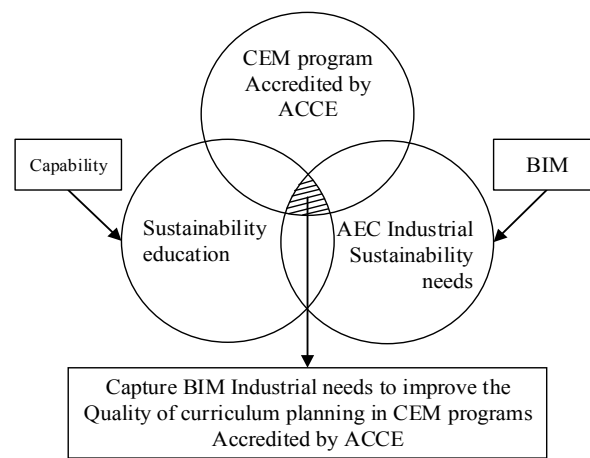 CEM program
Accredited by
ACCE
Capability
BIM
Sustainability
education
AEC Industrial
Sustainability
needs
Capture BIM Industrial needs to improve the
Quality of curriculum planning in CEM programs
Accredited by ACCE